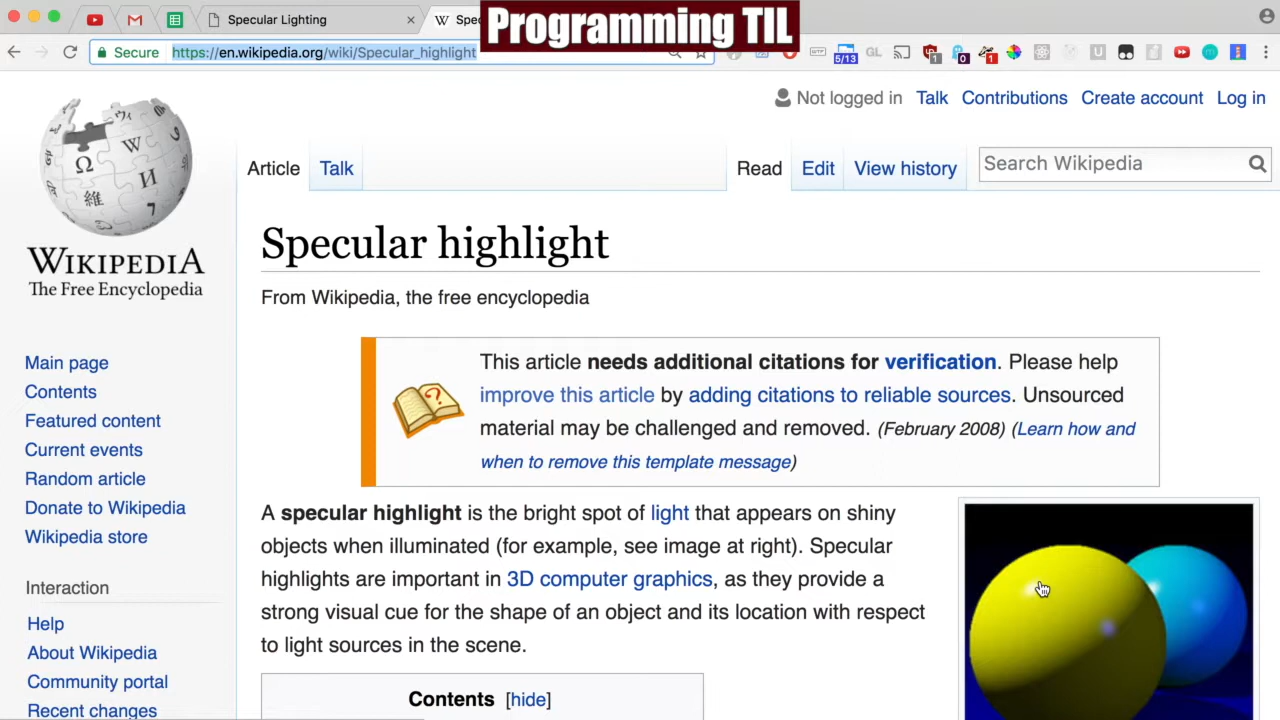 Specular Lighting
Programming TIL
Secure
https://en.wikipedia.org/wiki/Specular_highlight
5/13
GL
1
0
1
Not logged in Talk Contributions Create account Log in
Article Talk Read Edit View history Search Wikipedia
WIKIPEDIA
The Free Encyclopedia
Main page
Contents
Featured content
Current events
Random article
Donate to Wikipedia
Wikipedia store
Interaction
Help
About Wikipedia
Community portal
Recent changes
Specular highlight
From Wikipedia, the free encyclopedia
This article needs additional citations for verification. Please help
improve this article by adding citations to reliable sources. Unsourced
material may be challenged and removed. (February 2008) (Learn how and
when to remove this template message)
A specular highlight is the bright spot of light that appears on shiny
objects when illuminated (for example, see image at right). Specular
highlights are important in 3D computer graphics, as they provide a
strong visual cue for the shape of an object and its location with respect
to light sources in the scene.
Contents [hide]